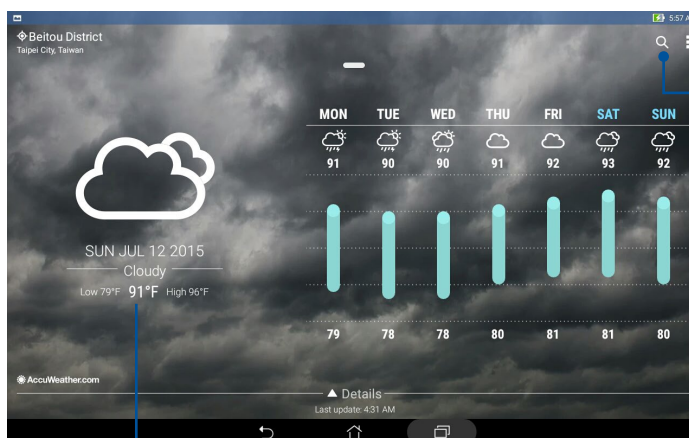 5:57 A
Beitou District
Taipei City, Taiwan
MON TUE WED THU FRI SAT SUN
91 90 90 91 92 93 92
SUN JUL 12 2015
Cloudy
Low 79°F 91°F High 96°F
79 78 78 80 81 81 80
AccuWeather.com
Details
Last update: 4:31 AM